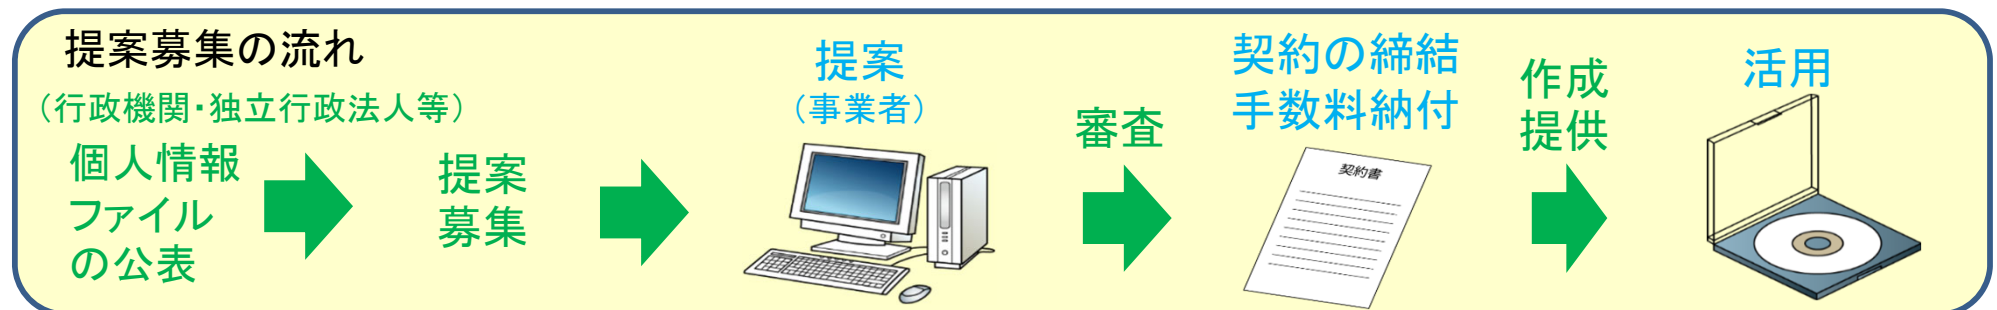 提案募集の流れ
（行政機関・独立行政法人等）
個人情報
ファイル
の公表
提案
募集
提案
（事業者）
審査
契約の締結
手数料納付
契約書
作成
提供
活用